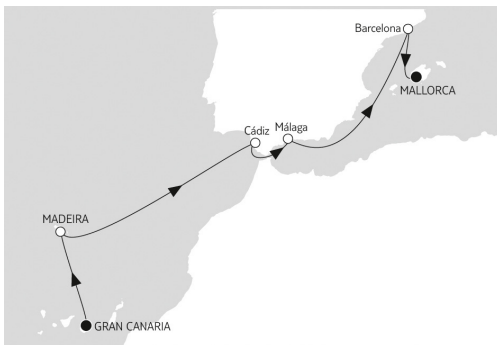 Barcelona
MALLORCA
Málaga
Cádiz
MADEIRA
GRAN CANARIA